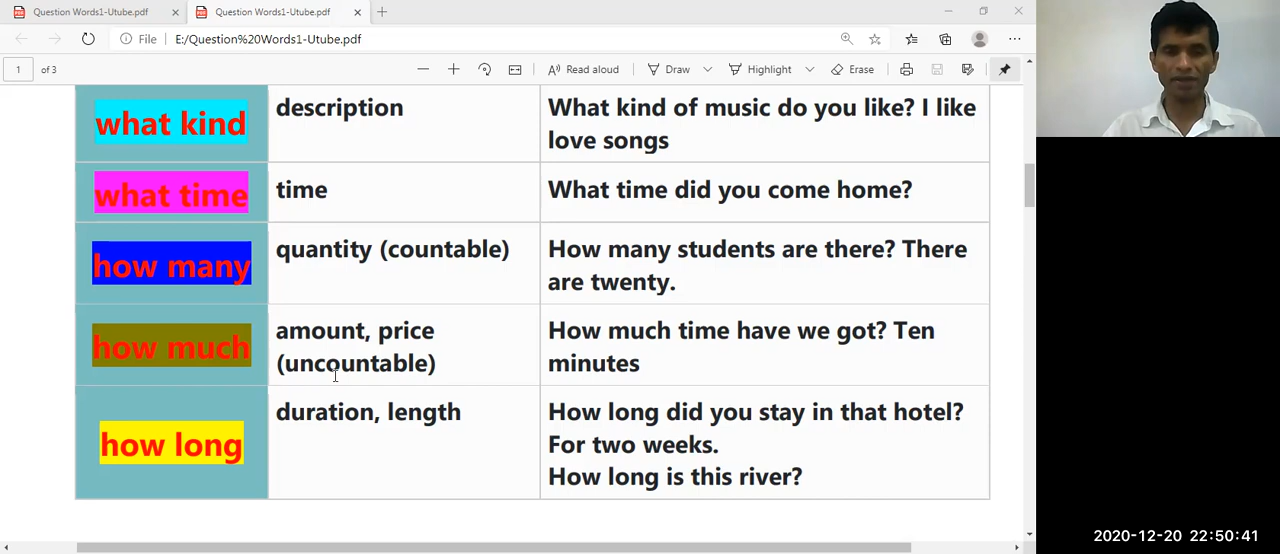 Question Words1-Utube.pdf
Question Words1-Utube.pdf
File
E:/Question%20Words1-Utube.pdf
1 of 3
Read aloud
Draw
Highlight
Erase
what kind
description
What kind of music do you like? I like
love songs
what time
time
What time did you come home?
how many
quantity (countable)
How many students are there? There
are twenty.
how much
amount, price
(uncountable)
How much time have we got? Ten
minutes
how long
duration, length
How long did you stay in that hotel?
For two weeks.
How long is this river?
2020-12-20 22:50:41